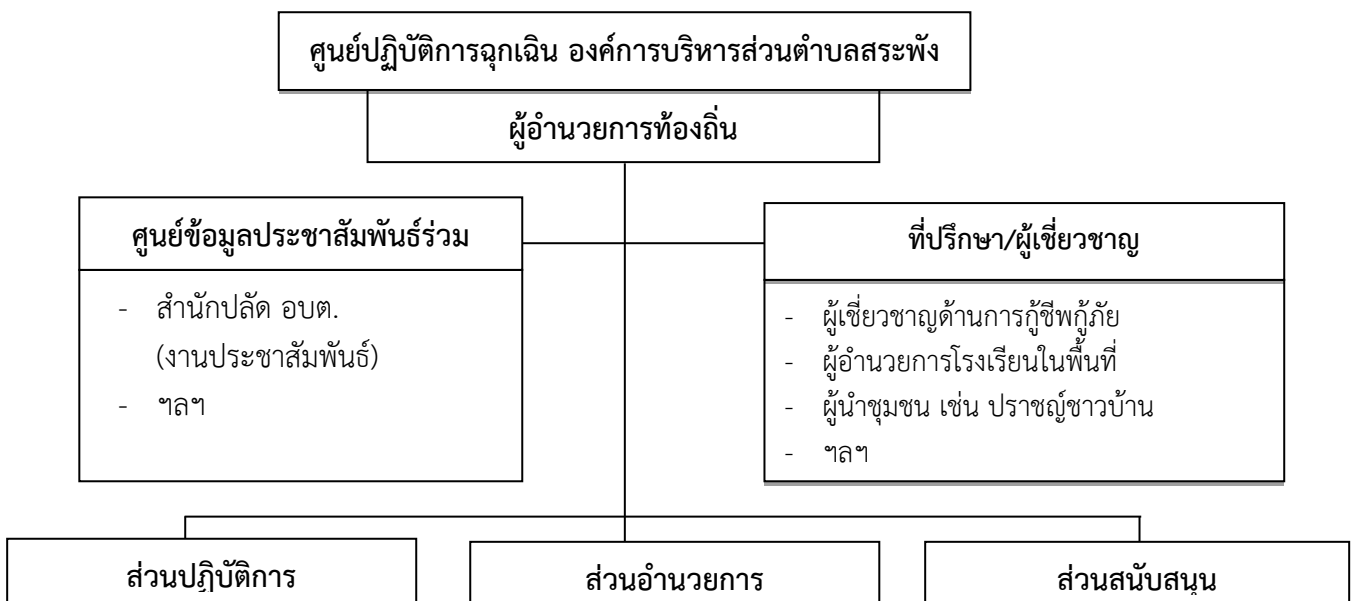 ศูนย์ปฏิบัติการฉุกเฉิน องค์การบริหารส่วนตำบลสระพัง
ผู้อำนวยการท้องถิ่น
ศูนย์ข้อมูลประชาสัมพันธ์ร่วม
- สำนักปลัด อบต.
(งานประชาสัมพันธ์)
- ฯลฯ
ที่ปรึกษา/ผู้เชี่ยวชาญ
- ผู้เชี่ยวชาญด้านการกู้ชีพกู้ภัย
- ผู้อำนวยการโรงเรียนในพื้นที่
- ผู้นำชุมชน เช่น ปราชญ์ชาวบ้าน
- ฯลฯ
ส่วนปฏิบัติการ
ส่วนอำนวยการ
ส่วนสนับสนุน